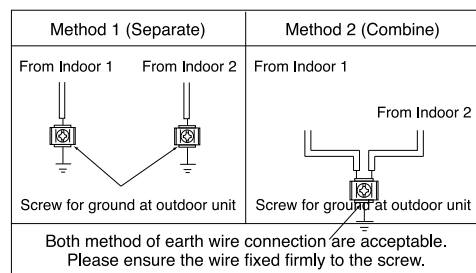 Method 1 (Separate)
Method 2 (Combine)
From Indoor 1
From Indoor 2
Screw for ground at outdoor unit
From Indoor 1
From Indoor 2
Screw for ground at outdoor unit
Both method of earth wire connection are acceptable.
Please ensure the wire fixed firmly to the screw.